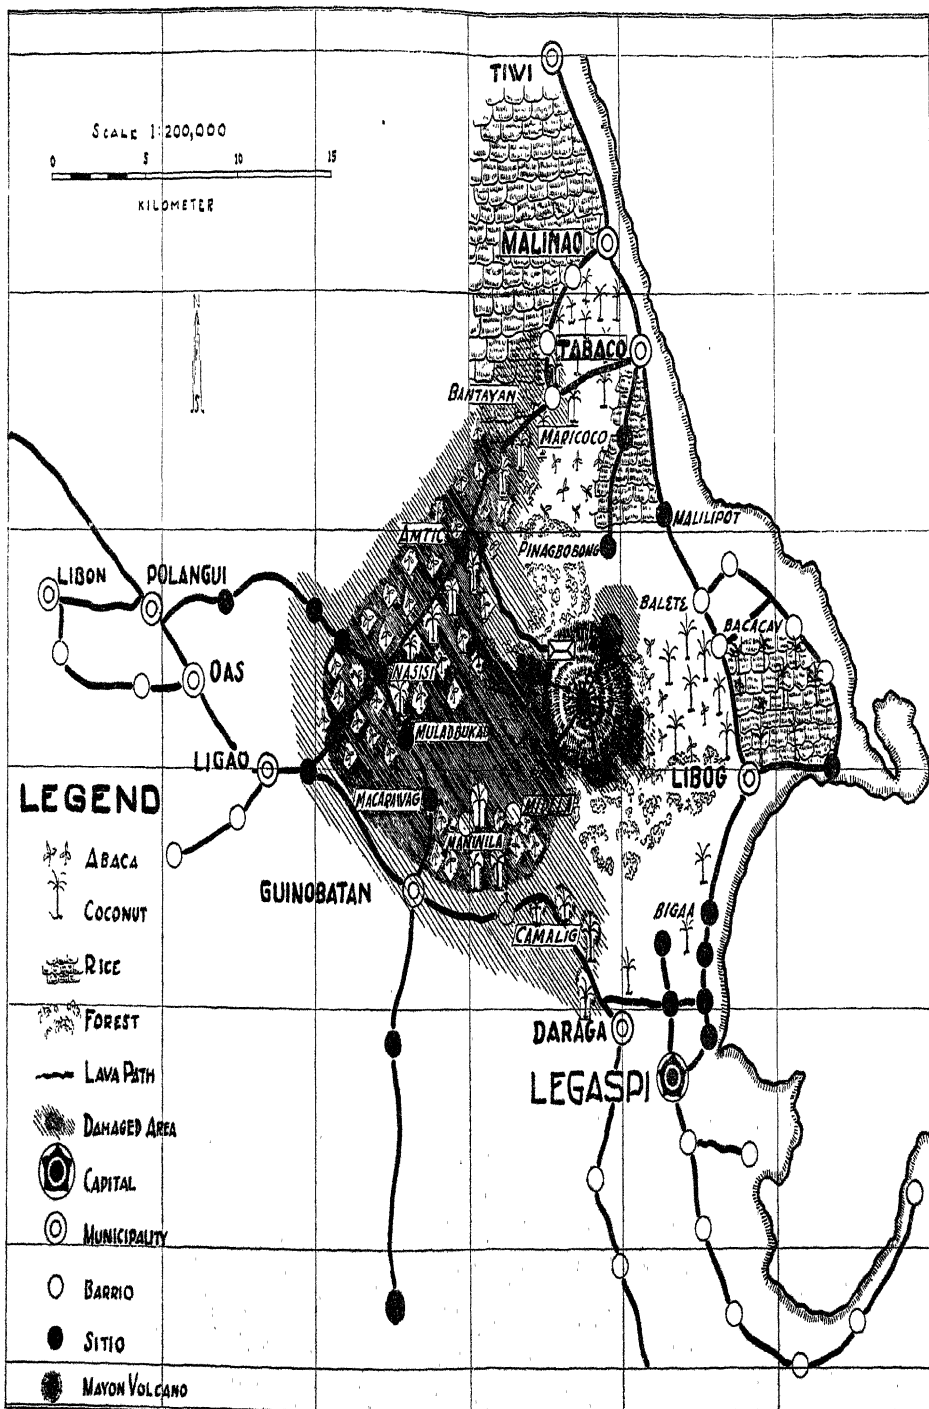 TIWI
SCALE 1:200,000
0 5 10 15
KILOMETER
MALINAO
N
S
TABACO
BANTAYAN
MARICOCO
MALILIPOT
AMTIC
PINAGBOBONG
LIBON
POLANGUI
BALETE
BACACAY
OAS
NASISI
MULADBUKAD
LIGAO
LIBOG
LEGEND
MACARAWAG
MANINILA
ABACA
GUINOBATAN
COCONUT
BIGAA
CAMALIG
RICE
FOREST
DARAGA
LAVA PATH
LEGASPI
DAMAGED AREA
CAPITAL
MUNICIPALITY
BARRIO
SITIO
MAYON VOLCANO